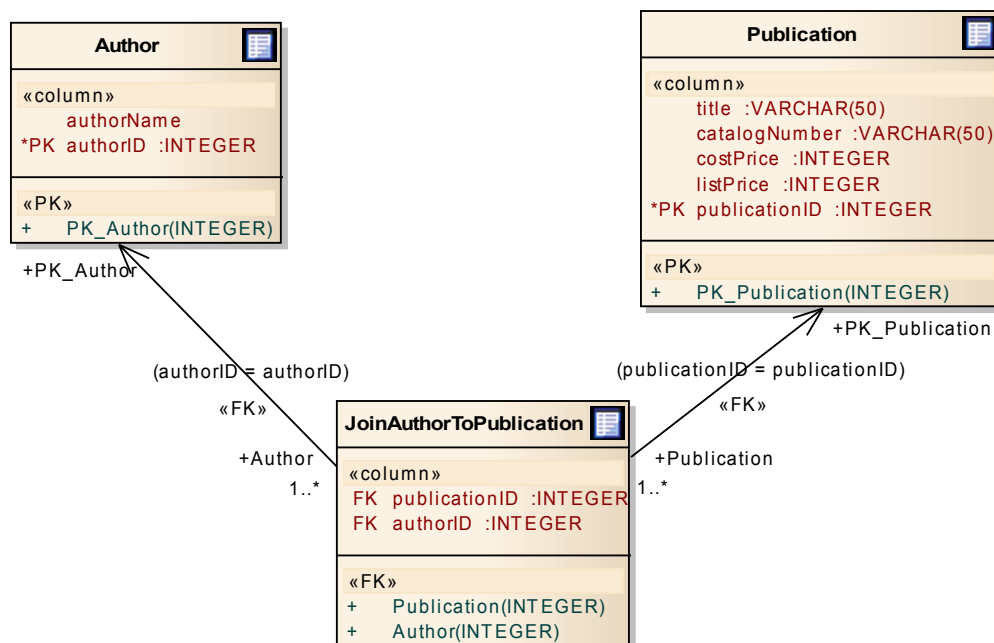 Author
«column»
authorName
*PK authorID :INTEGER
«PK»
+ PK_Author(INTEGER)
Publication
«column»
title :VARCHAR(50)
catalogNumber :VARCHAR(50)
costPrice :INTEGER
listPrice :INTEGER
*PK publicationID :INTEGER
«PK»
+ PK_Publication(INTEGER)
+PK_Author
+PK_Publication
(authorID = authorID)
«FK»
(publicationID = publicationID)
«FK»
+Author
1..*
+Publication
1..*
JoinAuthorToPublication
«column»
FK publicationID :INTEGER
FK authorID :INTEGER
«FK»
+ Publication(INTEGER)
+ Author(INTEGER)